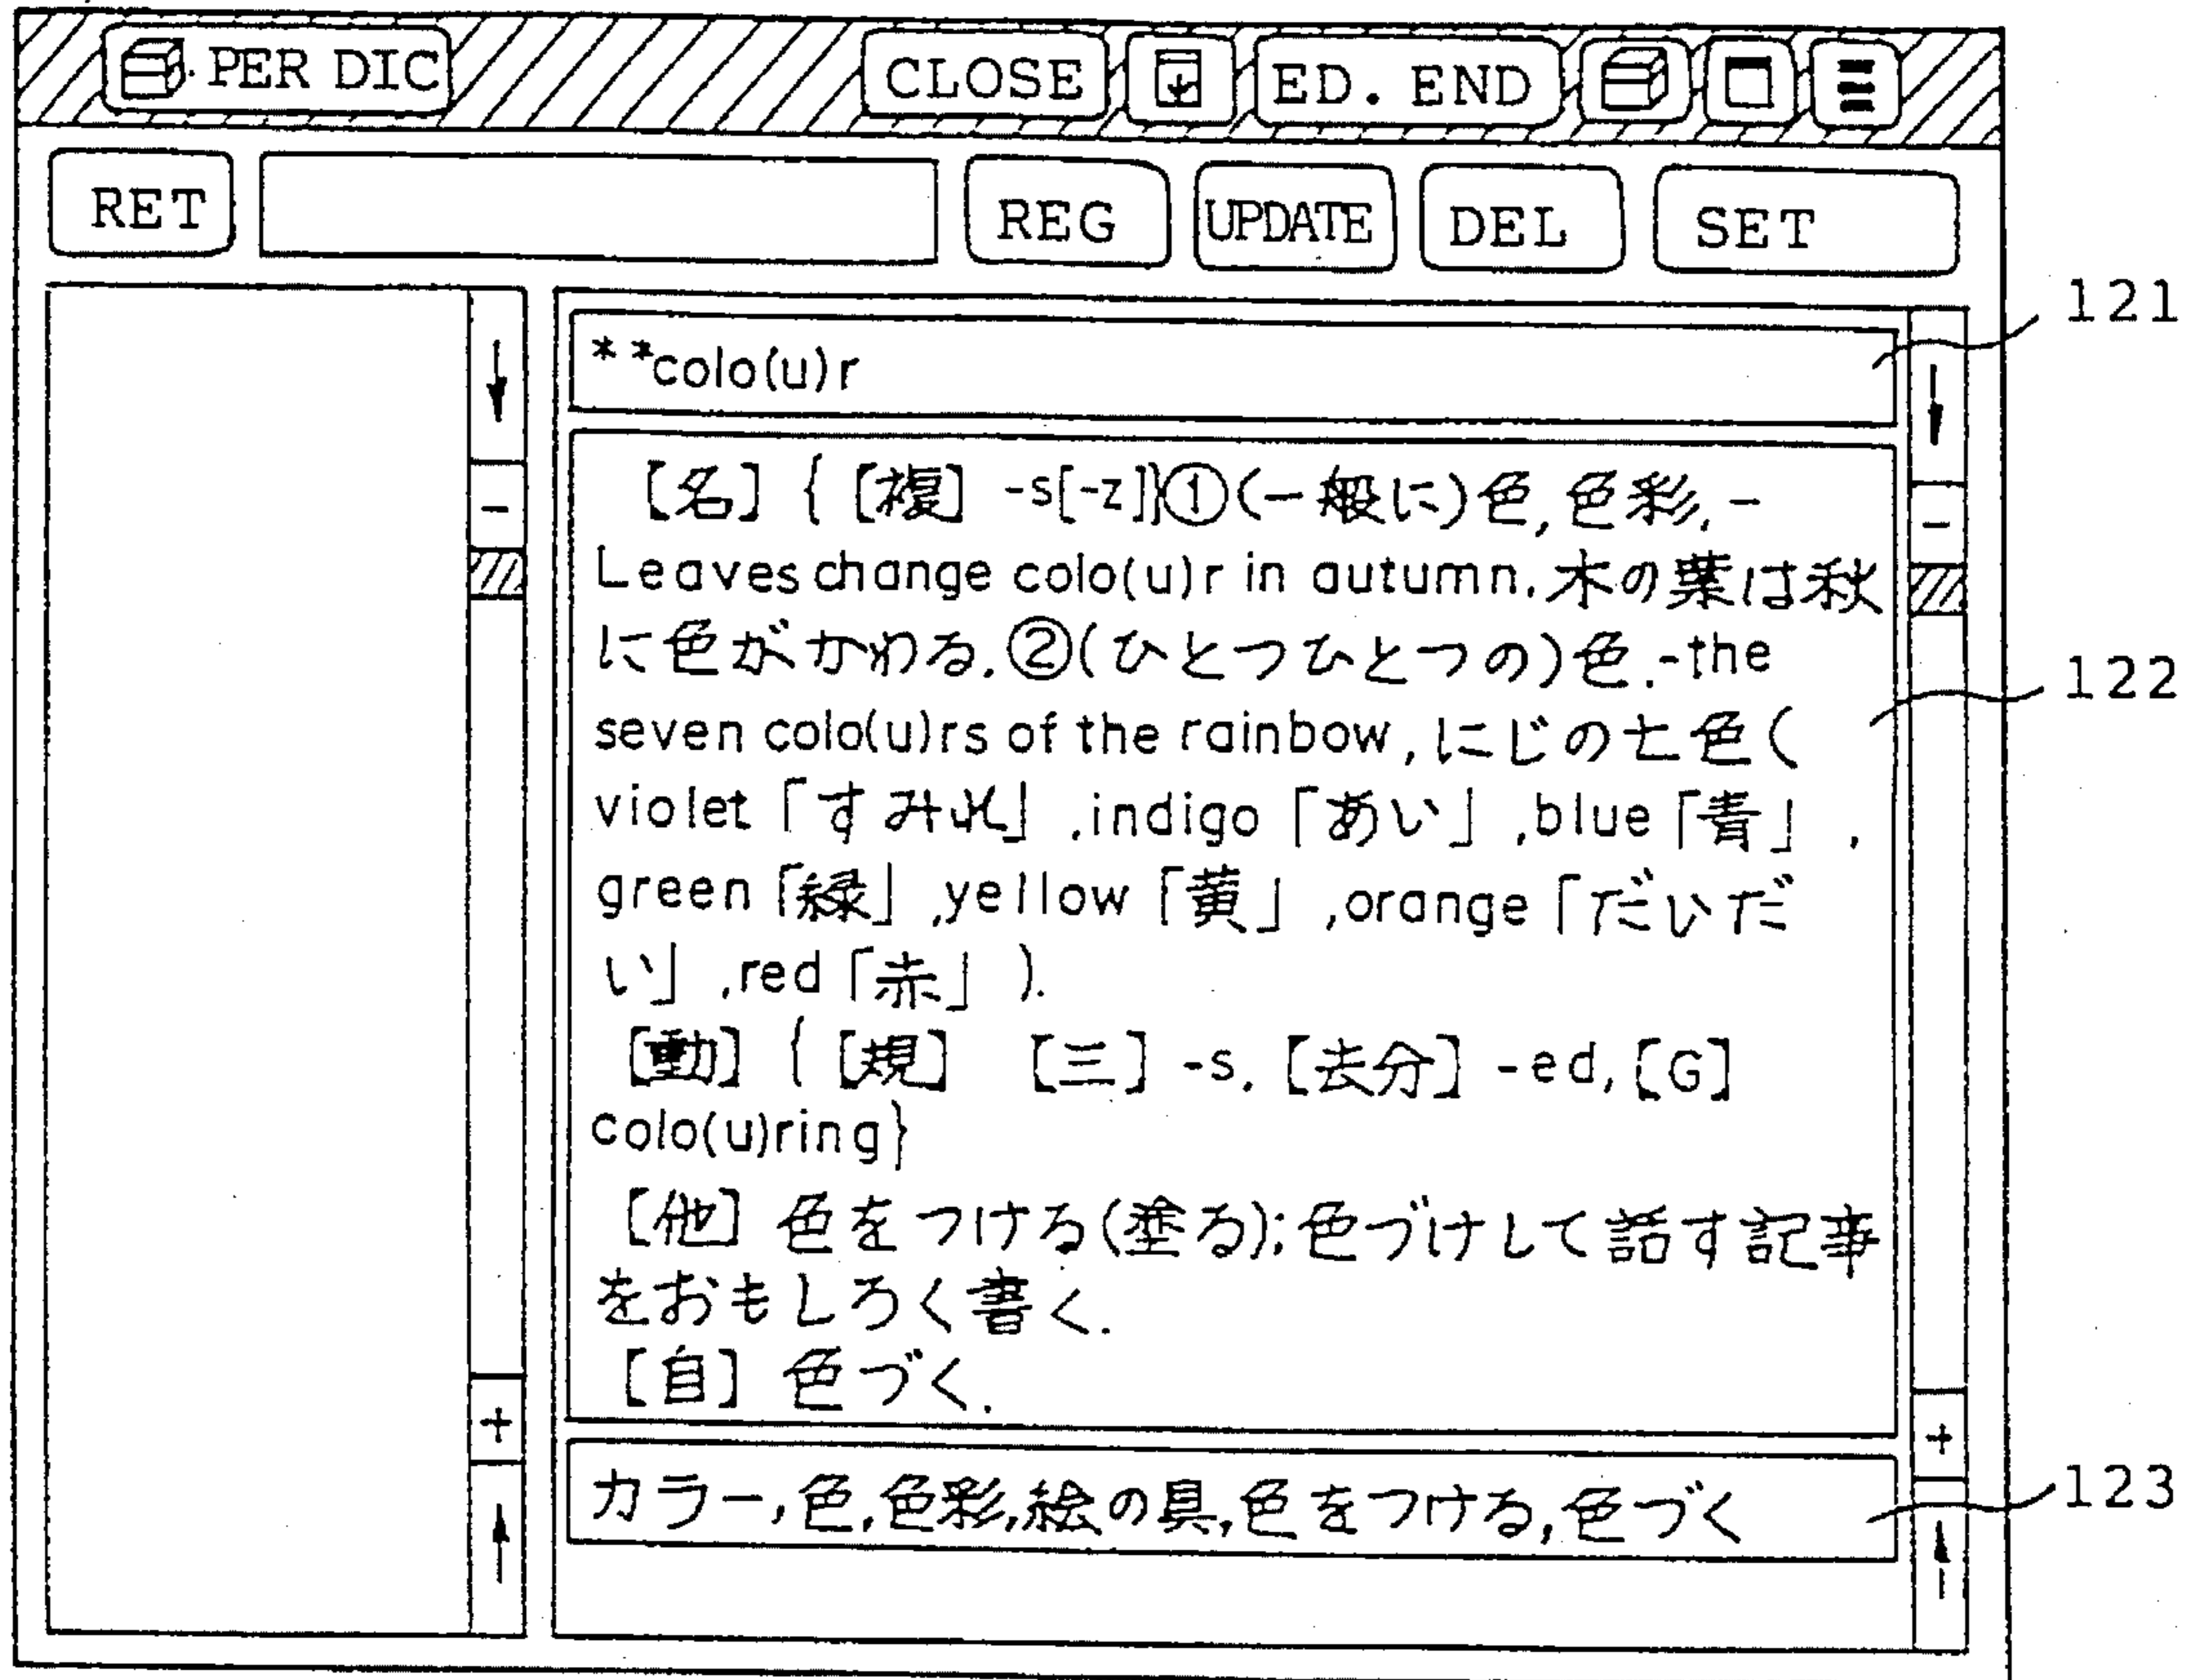 PER DIC CLOSE ED. END
RET REG UPDATE DEL SET
121
**colo(u)r
【名】{【複】 -s[-z]}①(一般に)色,色彩.-
Leaves change colo(u)r in autumn.木の葉は秋
に色がかわる.②(ひとつひとつの)色.-the
122
seven colo(u)rs of the rainbow,にじの七色(
violet「すみれ」,indigo「あい」,blue「青」,
green「緑」,yellow「黄」,orange「だいだ
い」,red「赤」).
【動】{【規】 【三】-s.【去分】-ed,【G】
colo(u)ring}
【他】色をつける(塗る);色づけして話す記事
をおもしろく書く.
【自】色づく.
カラー,色,色彩,絵の具,色をつける,色づく
123